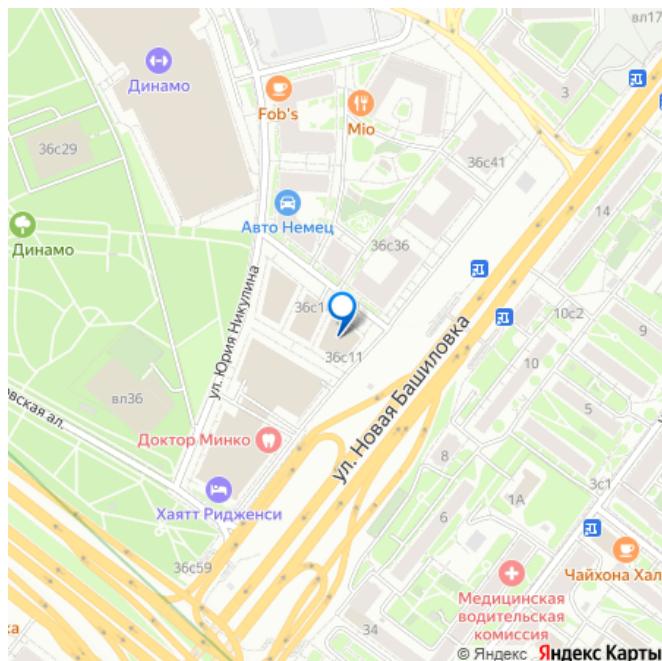 вл17
Динамо
3
Fob's
Mio
36с29
36с41
Авто Немец
14
Динамо
36с36
ул. Юрия Никулина
36с1
10с2
9
36с11
10
ул. Новая Башиловка
вл36
5
вская ал.
Доктор Минко
8
3с1
1А
Хаятт Ридженси
6
Чайхона Хал
36с59
Медицинская
водительская
комиссия
ка
34
© Яндекс Яндекс Карты